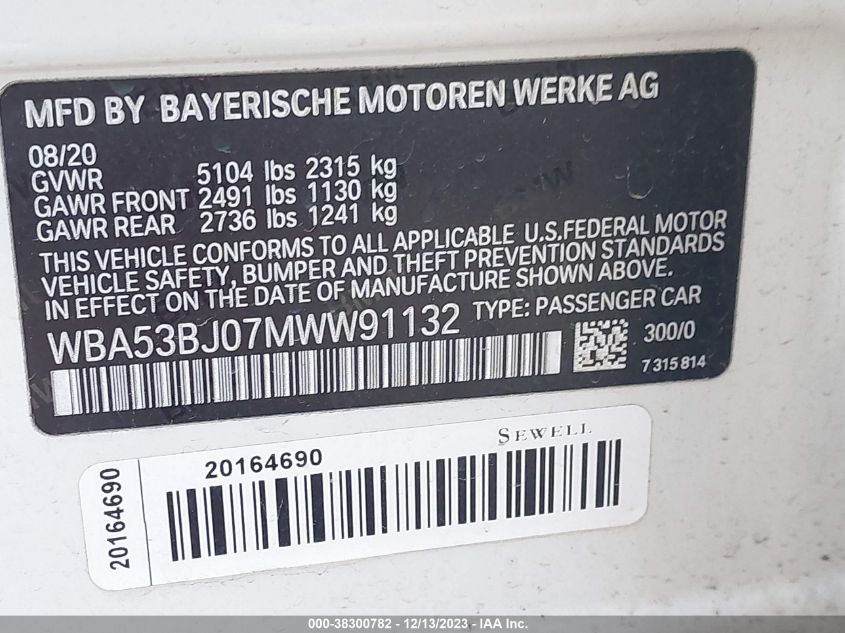 MFD BY BAYERISCHE MOTOREN WERKE AG
08/20
GVWR 5104 lbs 2315 kg
GAWR FRONT 2491 lbs 1130 kg
GAWR REAR 2736 lbs 1241 kg
THIS VEHICLE CONFORMS TO ALL APPLICABLE U.S.FEDERAL MOTOR
VEHICLE SAFETY, BUMPER AND THEFT PREVENTION STANDARDS
IN EFFECT ON THE DATE OF MANUFACTURE SHOWN ABOVE.
WBA53BJ07MWW91132 TYPE: PASSENGER CAR
300/0
7 315 814
SEWELL
20164690
20164690
000-38300782 - 12/13/2023 - IAA Inc.